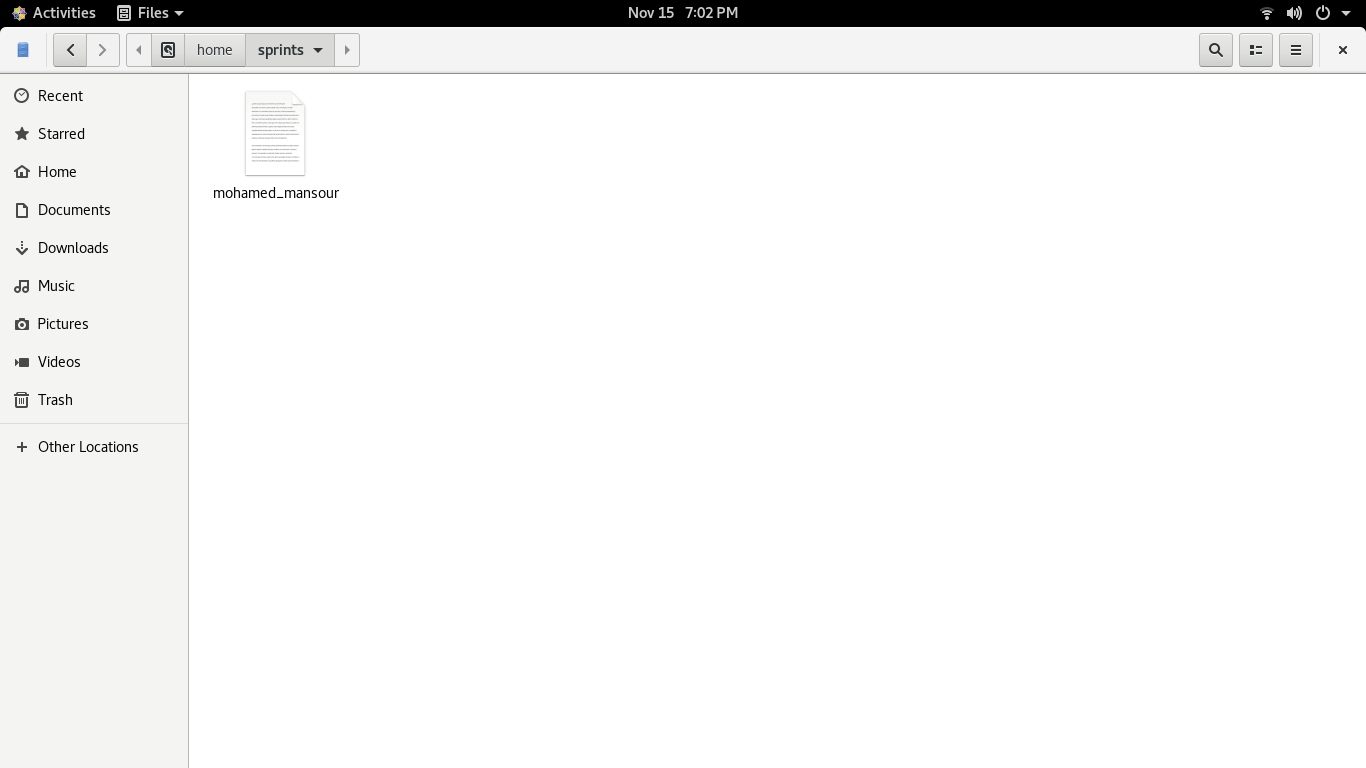 Activities Files Nov 15 7:02 PM
home sprints
Recent
Starred
Home
Documents
Downloads
Music
Pictures
Videos
Trash
Other Locations
mohamed_mansour